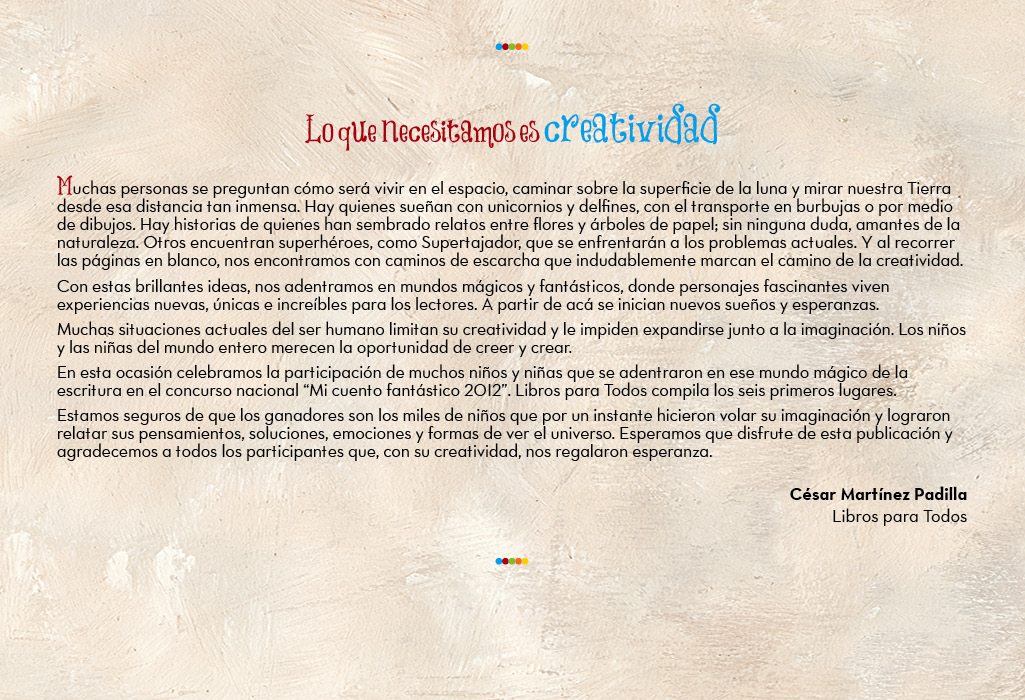 Lo que necesitamos es creatividad
Muchas personas se preguntan cómo será vivir en el espacio, caminar sobre la superficie de la luna y mirar nuestra Tierra
desde esa distancia tan inmensa. Hay quienes sueñan con unicornios y delfines, con el transporte en burbujas o por medio
de dibujos. Hay historias de quienes han sembrado relatos entre flores y árboles de papel; sin ninguna duda, amantes de la
naturaleza. Otros encuentran superhéroes, como Supertajador, que se enfrentarán a los problemas actuales. Y al recorrer
las páginas en blanco, nos encontramos con caminos de escarcha que indudablemente marcan el camino de la creatividad.
Con estas brillantes ideas, nos adentramos en mundos mágicos y fantásticos, donde personajes fascinantes viven
experiencias nuevas, únicas e increíbles para los lectores. A partir de acá se inician nuevos sueños y esperanzas.
Muchas situaciones actuales del ser humano limitan su creatividad y le impiden expandirse junto a la imaginación. Los niños
y las niñas del mundo entero merecen la oportunidad de creer y crear.
En esta ocasión celebramos la participación de muchos niños y niñas que se adentraron en ese mundo mágico de la
escritura en el concurso nacional “Mi cuento fantástico 2012”. Libros para Todos compila los seis primeros lugares.
Estamos seguros de que los ganadores son los miles de niños que por un instante hicieron volar su imaginación y lograron
relatar sus pensamientos, soluciones, emociones y formas de ver el universo. Esperamos que disfrute de esta publicación y
agradecemos a todos los participantes que, con su creatividad, nos regalaron esperanza.
César Martínez Padilla
Libros para Todos